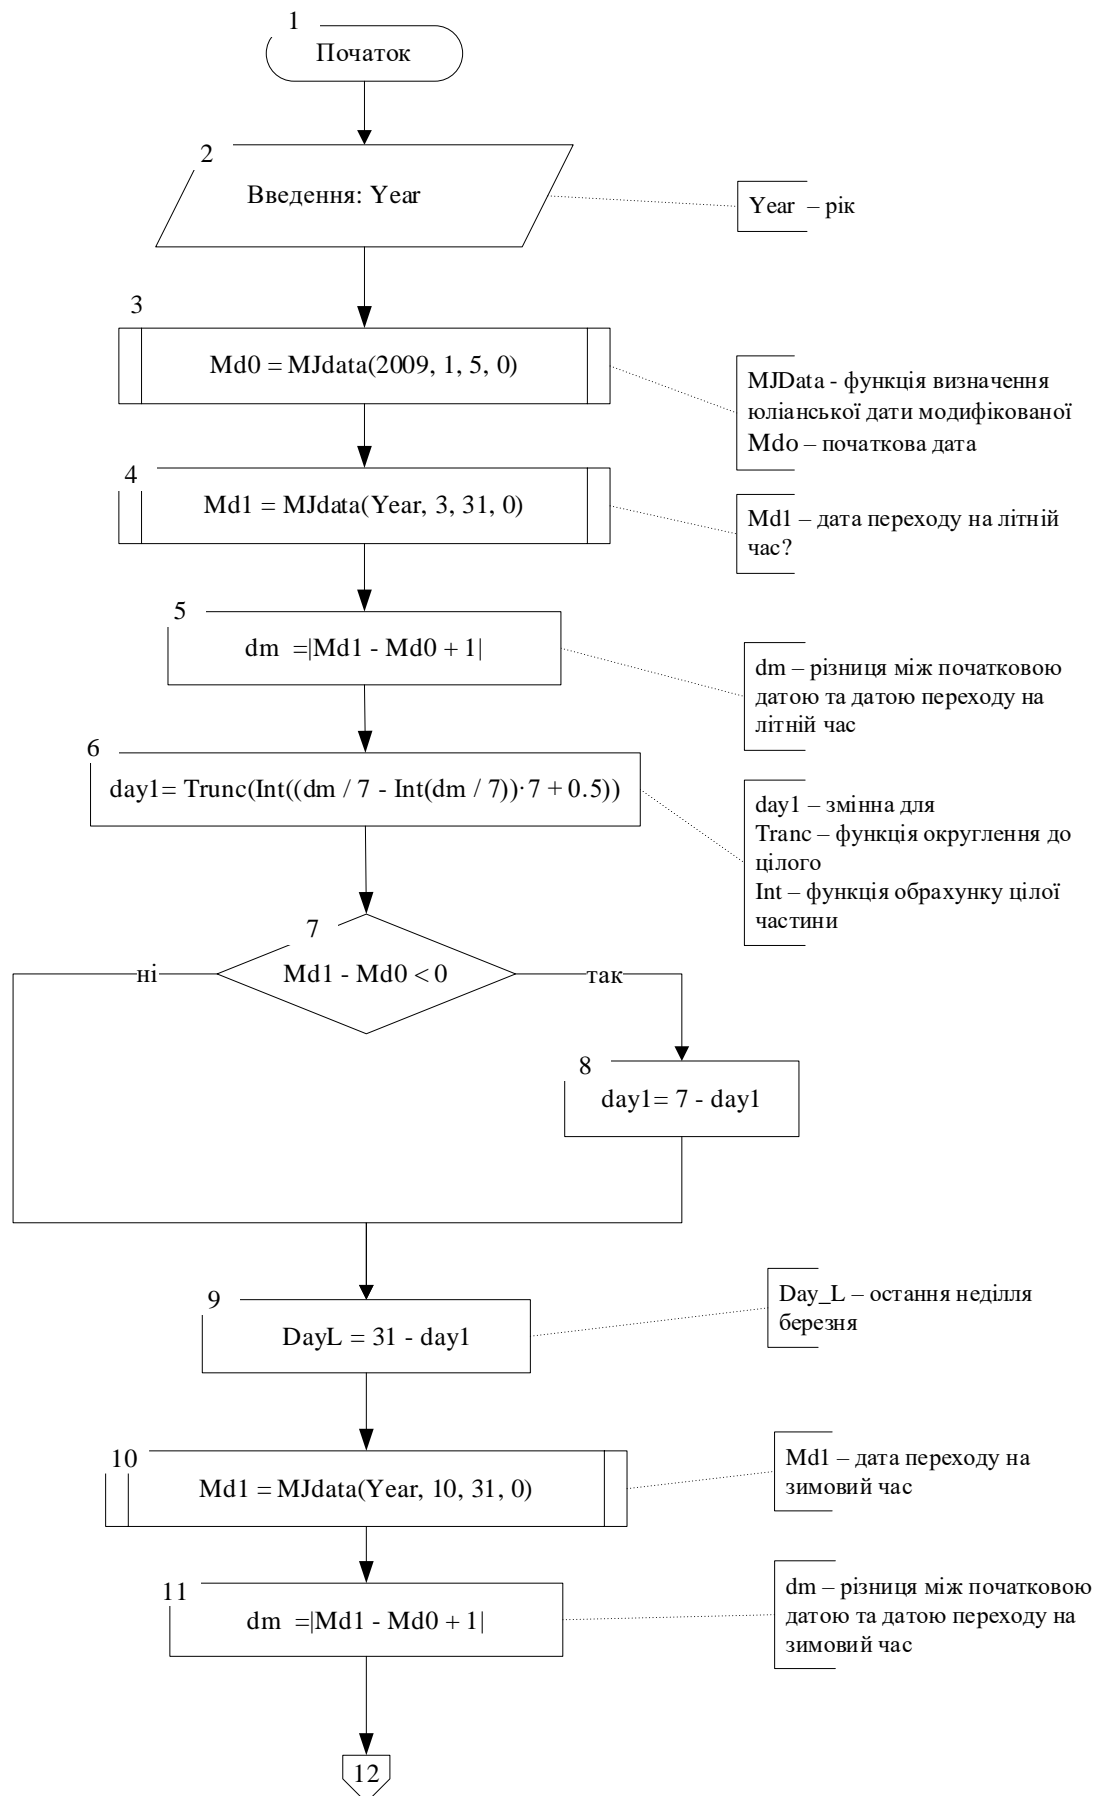 1
Початок
2
Введення: Year
Year – рік
3
Md0 = MJdata(2009, 1, 5, 0)
MJData - функція визначення
юліанської дати модифікованої
Mdo – початкова дата
4
Md1 = MJdata(Year, 3, 31, 0)
Md1 – дата переходу на літній
час?
5
dm =|Md1 - Md0 + 1|
dm – різниця між початковою
датою та датою переходу на
літній час
6
day1= Trunc(Int((dm / 7 - Int(dm / 7))·7 + 0.5))
day1 – змінна для
Tranc – функція округлення до
цілого
Int – функція обрахунку цілої
частини
7
Md1 - Md0 < 0
ні
так
8
day1= 7 - day1
9
DayL = 31 - day1
Day_L – остання неділля
березня
10
Md1 = MJdata(Year, 10, 31, 0)
Md1 – дата переходу на
зимовий час
11
dm =|Md1 - Md0 + 1|
dm – різниця між початковою
датою та датою переходу на
зимовий час
12